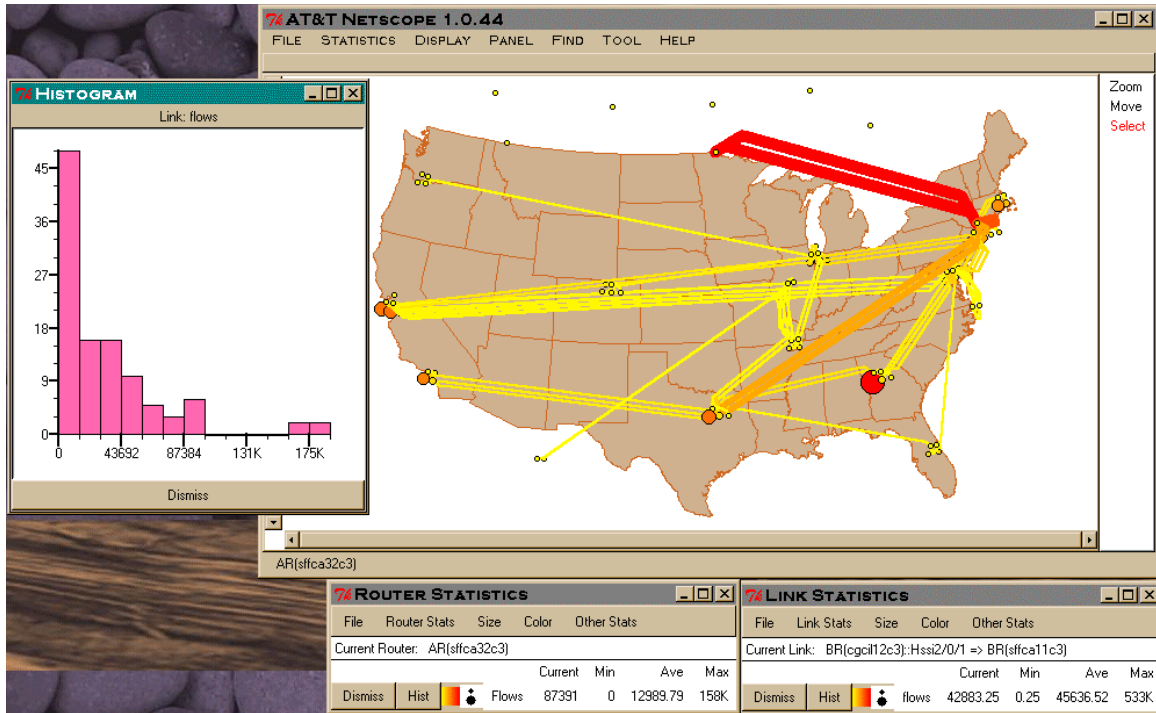 AT&T NETSCOPE 1.0.44
FILE STATISTICS DISPLAY PANEL FIND TOOL HELP
Zoom
Move
Select
HISTOGRAM
Link: flows
45
36
27
18
9
0
0 43692 87384 131K 175K
Dismiss
AR(sffca32c3)
ROUTER STATISTICS
File Router Stats Size Color Other Stats
Current Router: AR(sffca32c3)
Current Min Ave Max
Dismiss Hist Flows 87391 0 12989.79 158K
LINK STATISTICS
File Link Stats Size Color Other Stats
Current Link: BR(cgcil12c3)::Hssi2/0/1 => BR(sffca11c3)
Current Min Ave Max
Dismiss Hist flows 42883.25 0.25 45636.52 533K